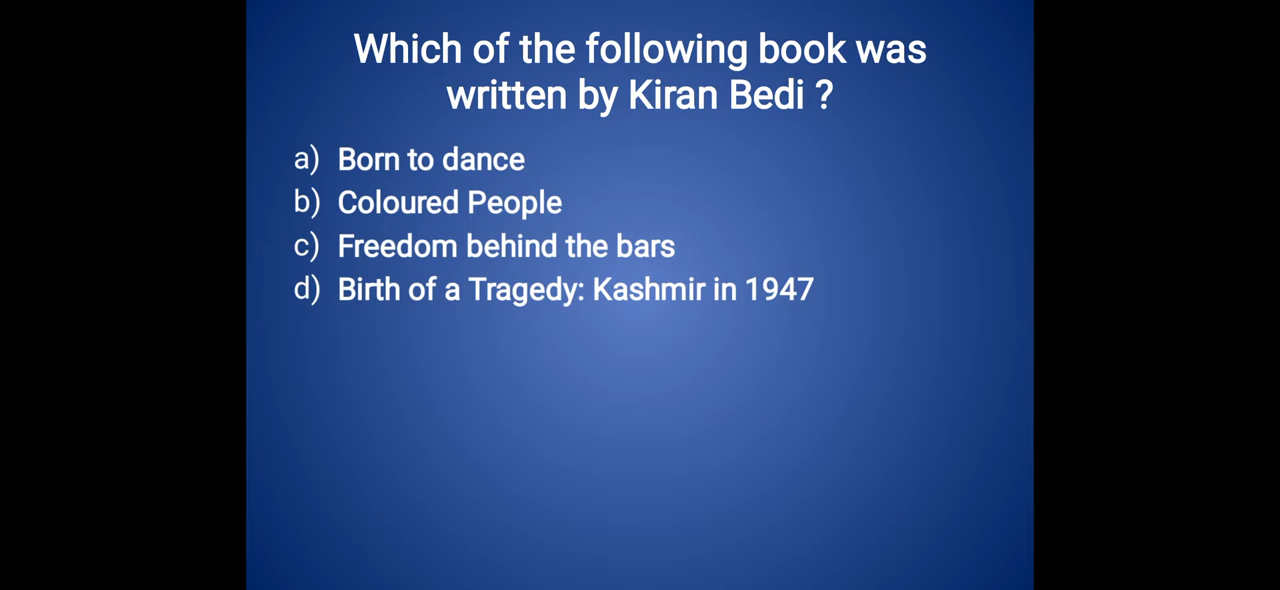 Which of the following book was
written by Kiran Bedi ?
a) Born to dance
b) Coloured People
c) Freedom behind the bars
d) Birth of a Tragedy: Kashmir in 1947